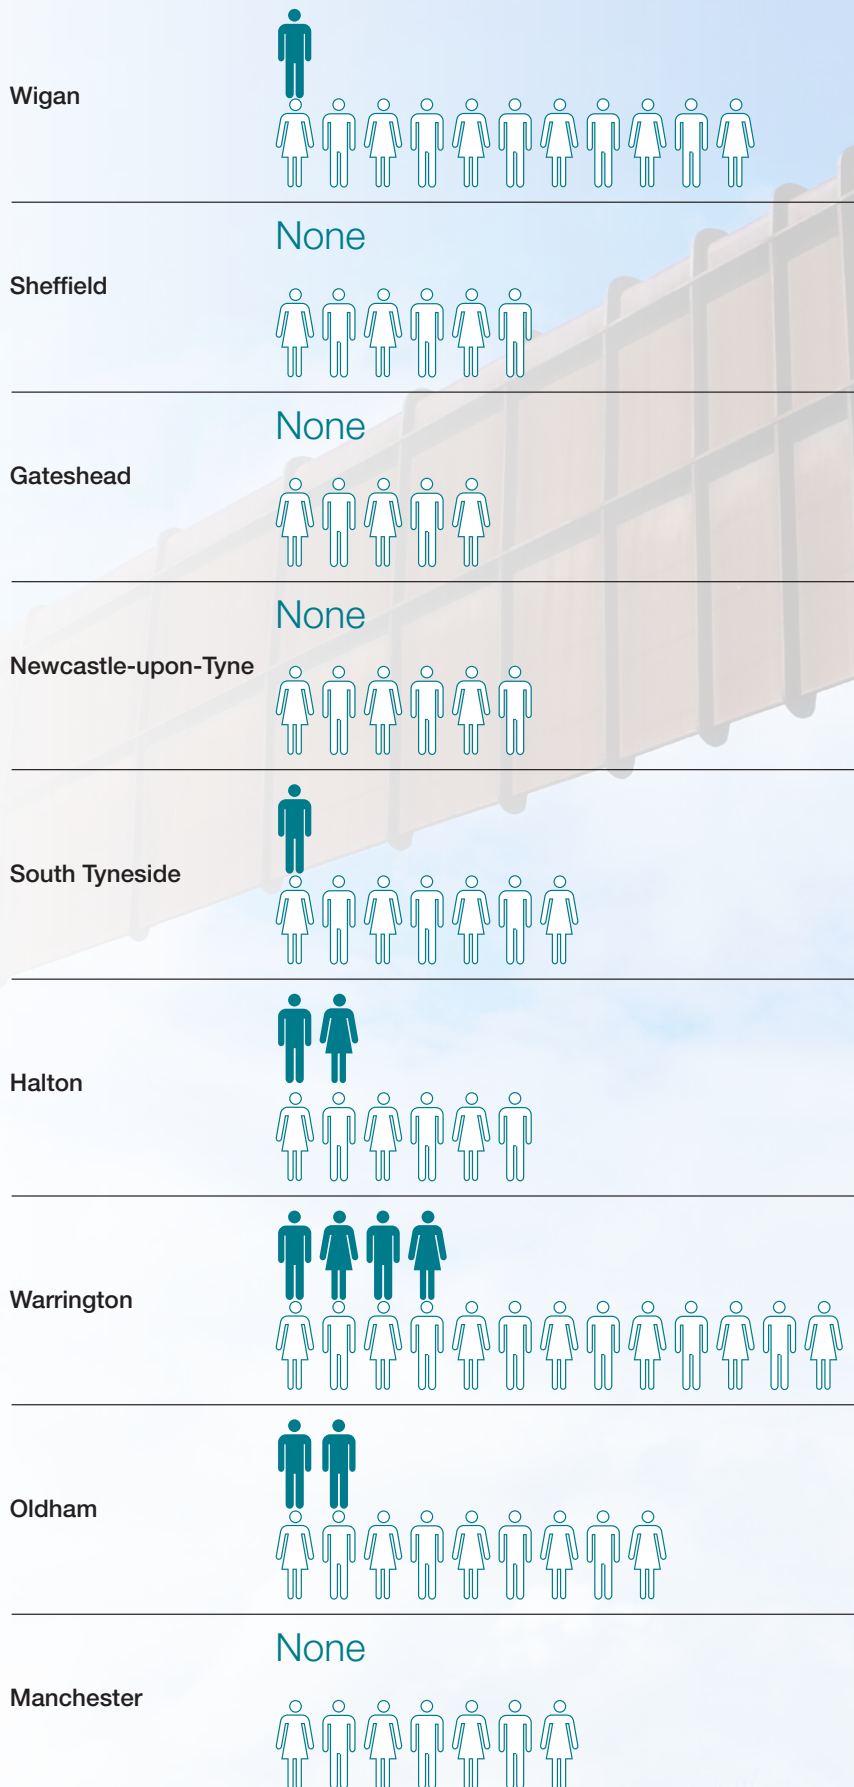 Wigan
None
Sheffield
None
Gateshead
None
Newcastle-upon-Tyne
South Tyneside
Halton
Warrington
Oldham
None
Manchester